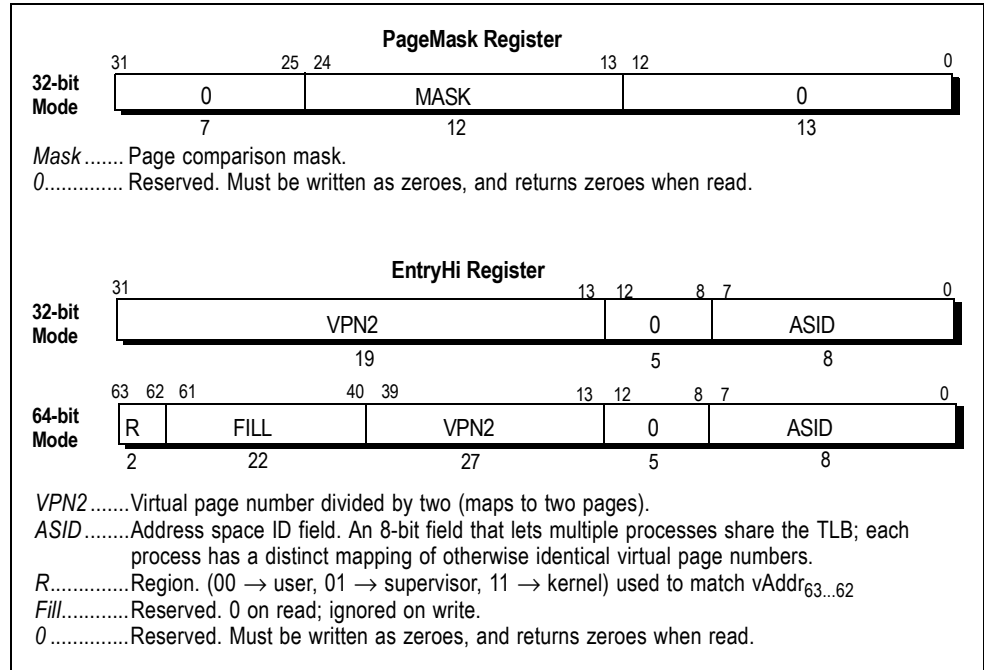 PageMask Register
31 25 24 13 12 0
32-bit
Mode
0 MASK 0
7 12 13
Mask ....... Page comparison mask.
0.............. Reserved. Must be written as zeroes, and returns zeroes when read.
EntryHi Register
31 13 12 8 7 0
32-bit
Mode
VPN2 0 ASID
19 5 8
63 62 61 40 39 13 12 8 7 0
64-bit
Mode
R FILL VPN2 0 ASID
2 22 27 5 8
VPN2 .......Virtual page number divided by two (maps to two pages).
ASID ........Address space ID field. An 8-bit field that lets multiple processes share the TLB; each
process has a distinct mapping of otherwise identical virtual page numbers.
R..............Region. (00 → user, 01 → supervisor, 11 → kernel) used to match vAddr63...62
Fill............Reserved. 0 on read; ignored on write.
0 ..............Reserved. Must be written as zeroes, and returns zeroes when read.